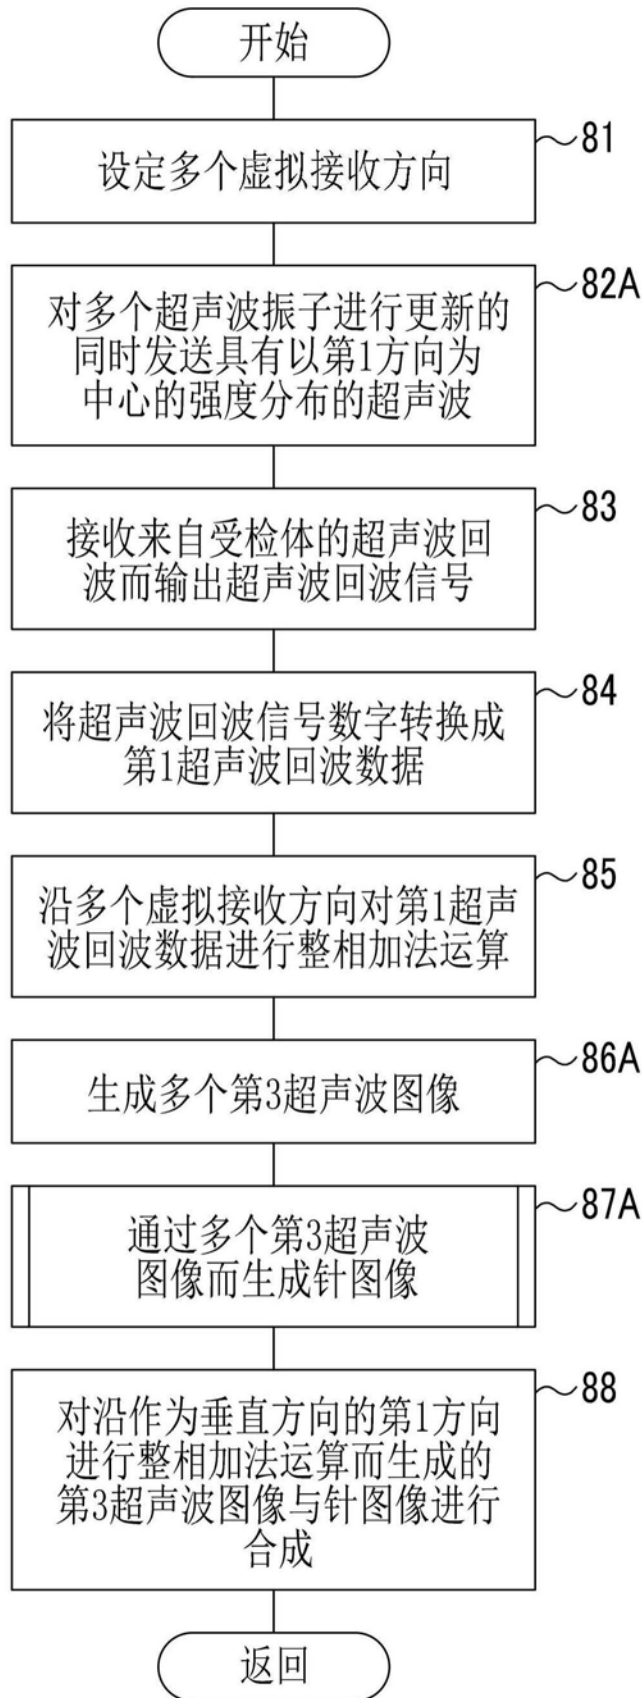 开始
81
设定多个虚拟接收方向
82A
对多个超声波振子进行更新的
同时发送具有以第1方向为
中心的强度分布的超声波
83
接收来自受检体的超声波回
波而输出超声波回波信号
84
将超声波回波信号数字转换成
第1超声波回波数据
85
沿多个虚拟接收方向对第1超声
波回波数据进行整相加法运算
86A
生成多个第3超声波图像
87A
通过多个第3超声波
图像而生成针图像
88
对沿作为垂直方向的第1方向
进行整相加法运算而生成的
第3超声波图像与针图像进行
合成
返回